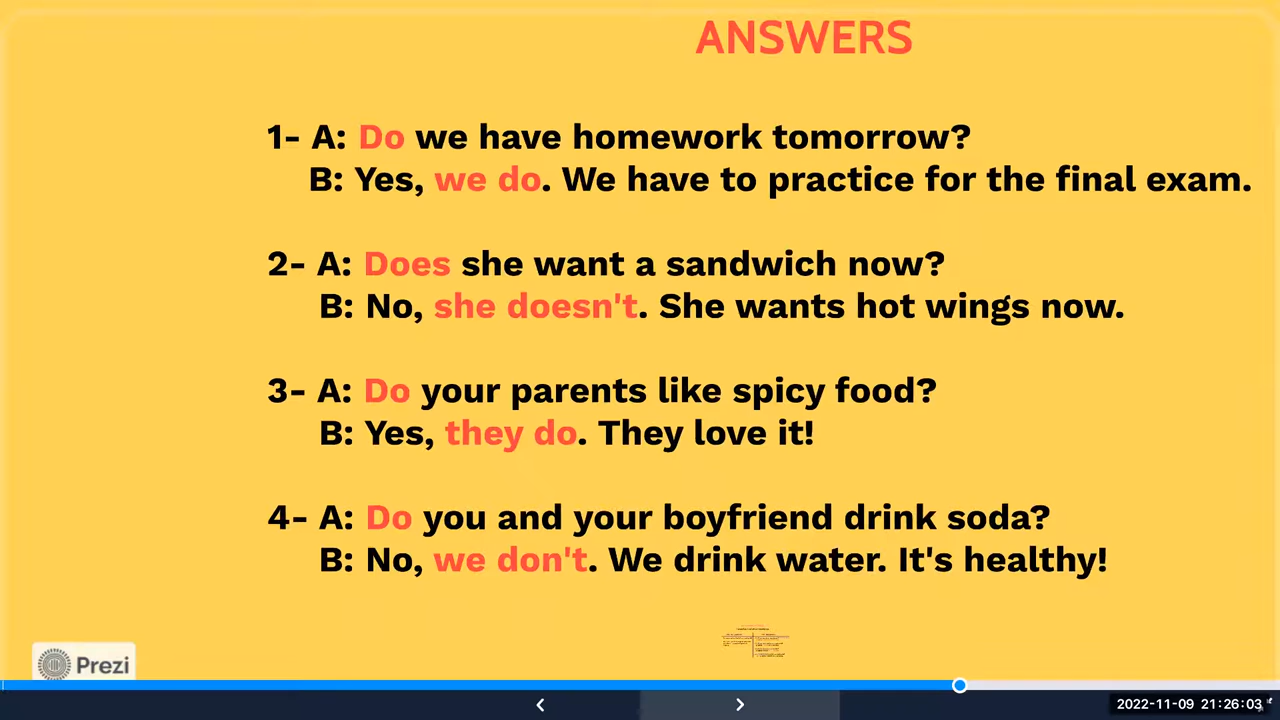 ANSWERS
1- A: Do we have homework tomorrow?
B: Yes, we do. We have to practice for the final exam.
2- A: Does she want a sandwich now?
B: No, she doesn't. She wants hot wings now.
3- A: Do your parents like spicy food?
B: Yes, they do. They love it!
4- A: Do you and your boyfriend drink soda?
B: No, we don't. We drink water. It's healthy!
Prezi
2022-11-09 21:26:03